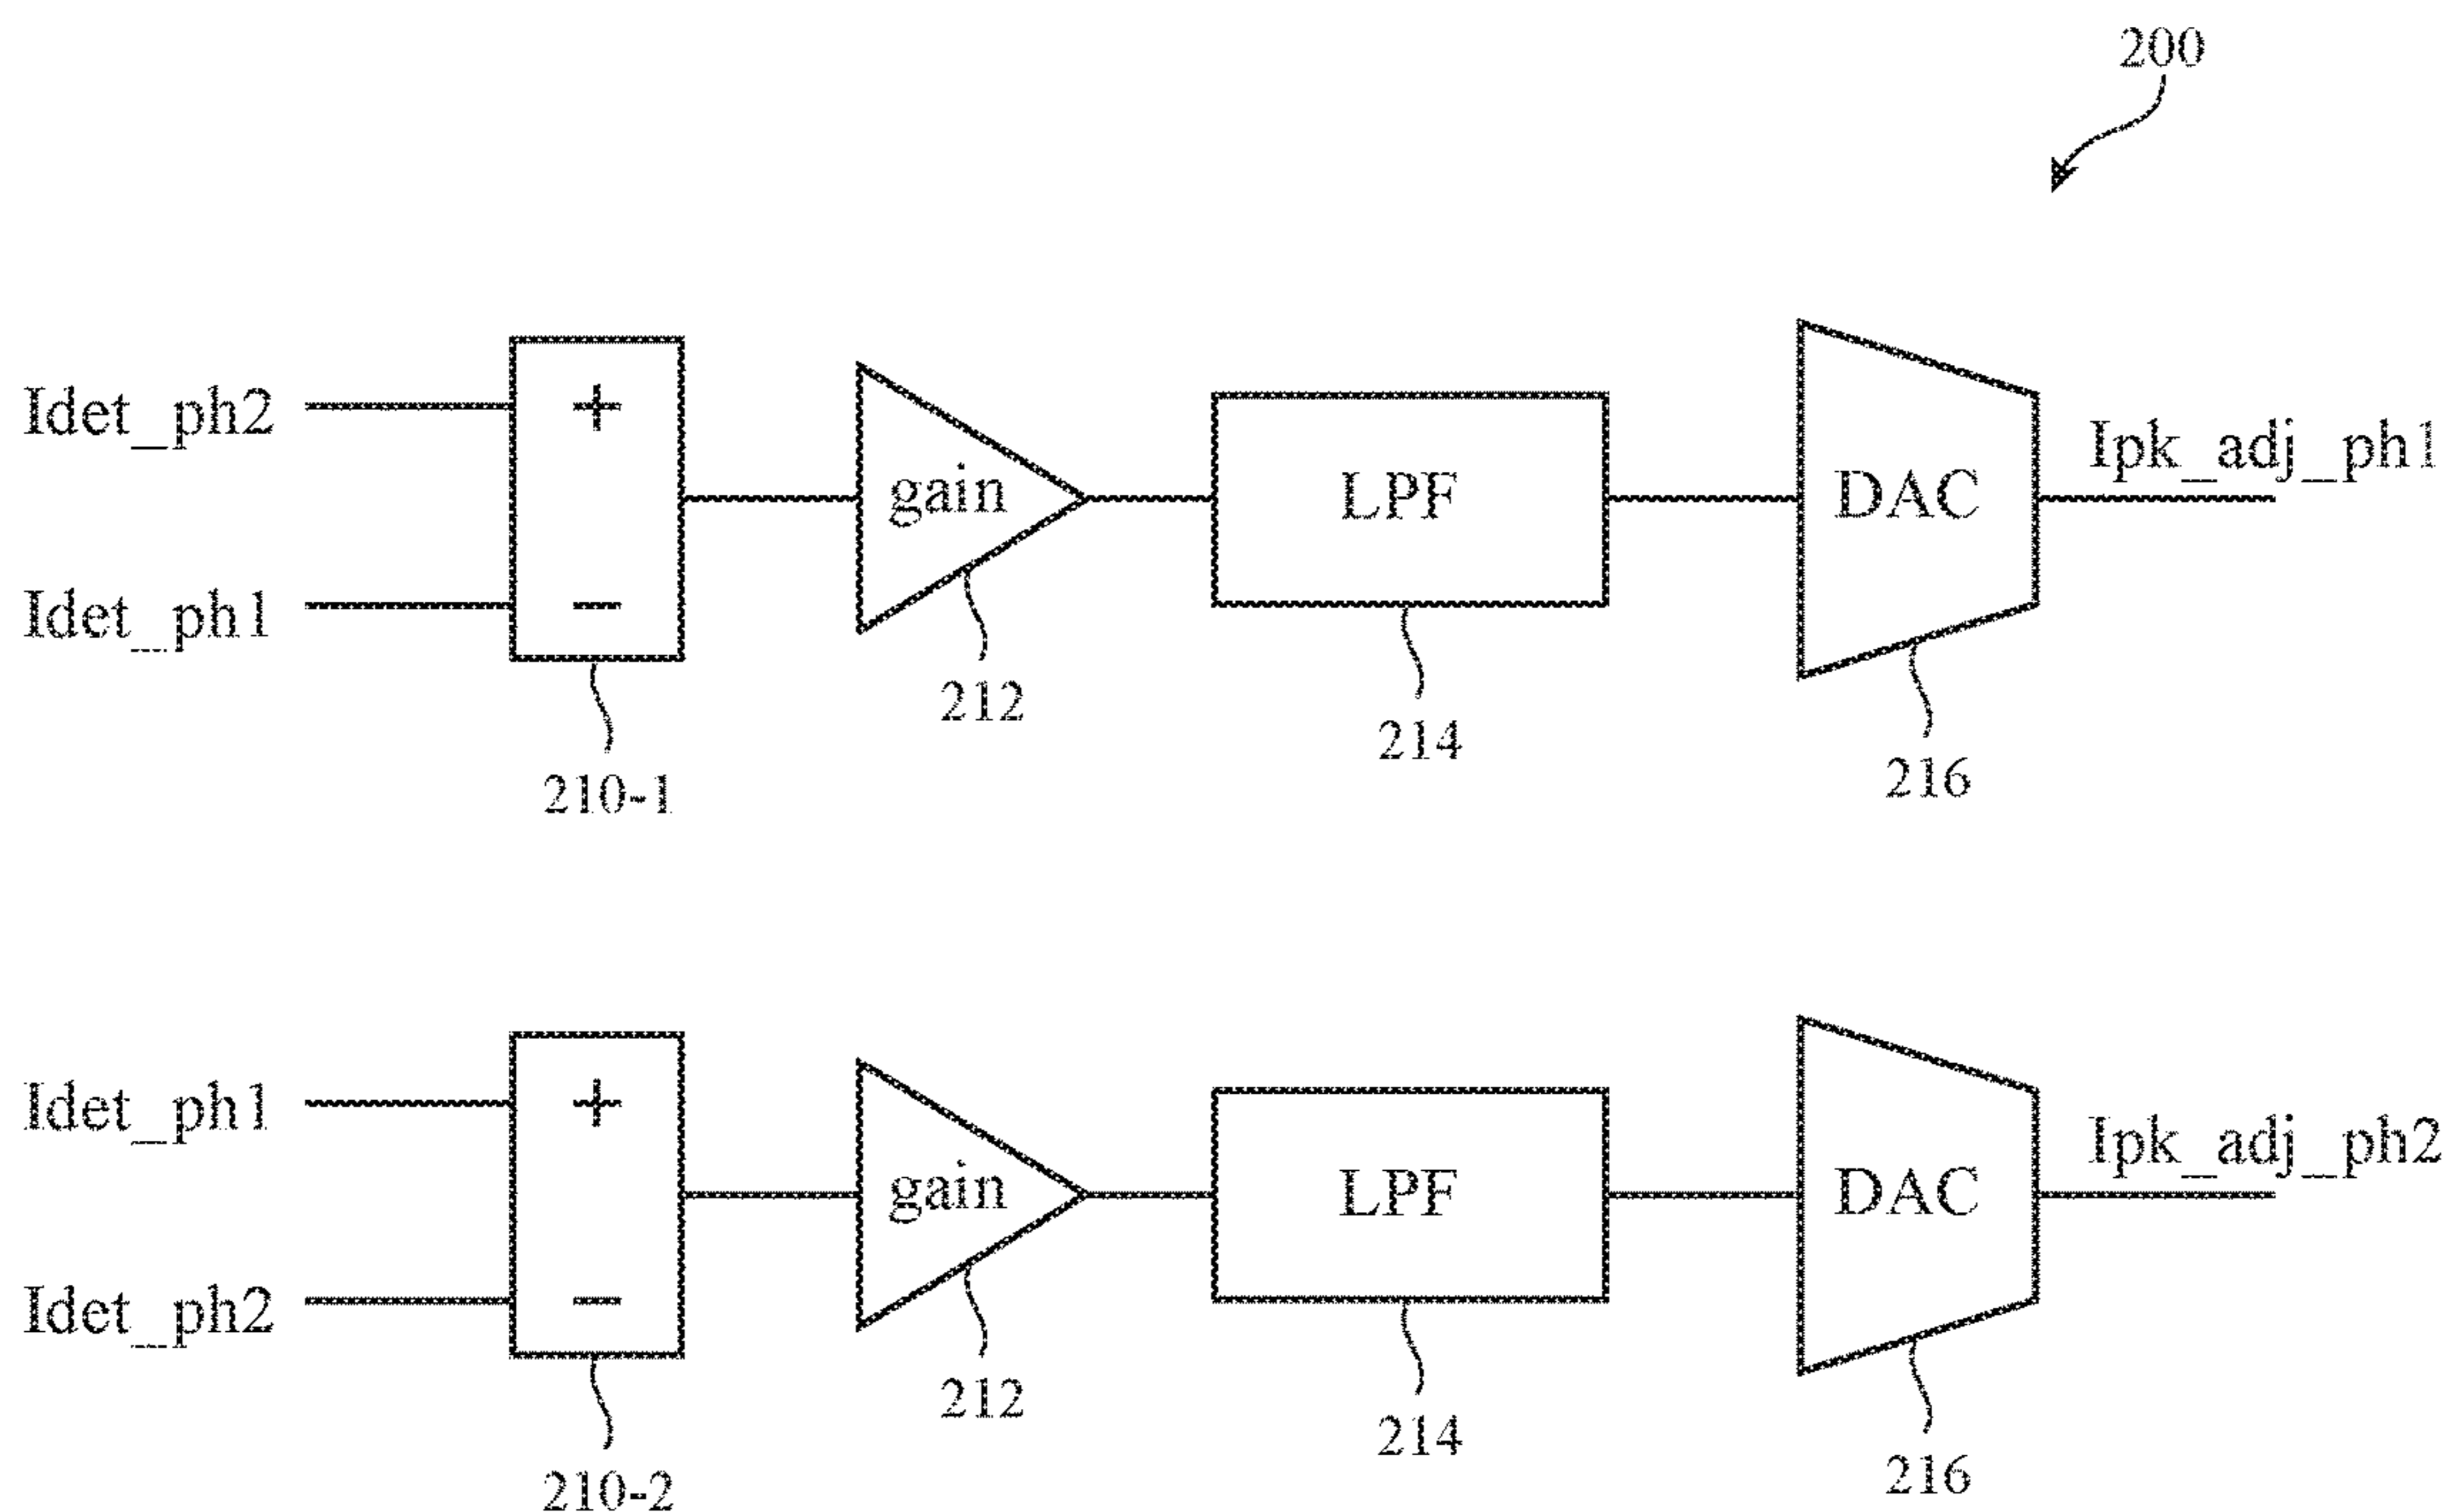 200
Idet_ph2
+
gain
LPF
DAC
Ipk_adj_ph1
Idet_ph1
−
210-1
212
214
216
Idet_ph1
+
gain
LPF
DAC
Ipk_adj_ph2
Idet_ph2
−
210-2
212
214
216